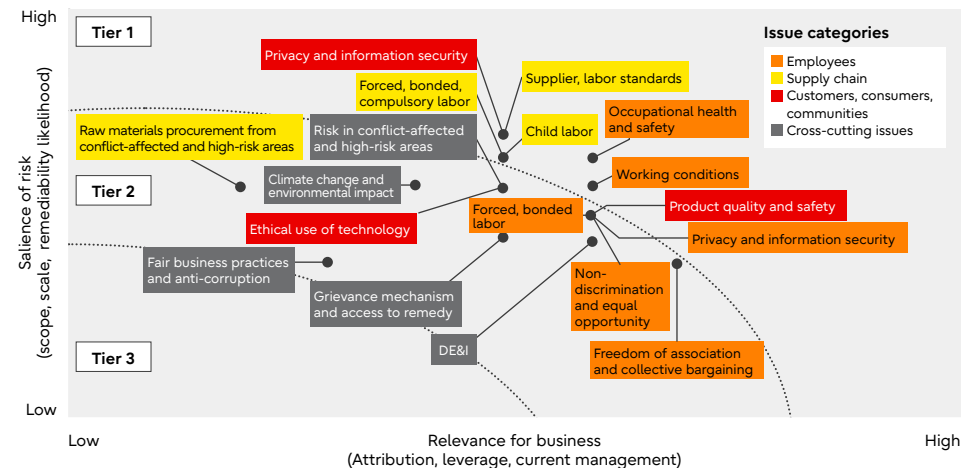 High
Tier 1
Privacy and information security
Forced, bonded,
compulsory labor
Supplier, labor standards
Issue categories
Employees
Supply chain
Customers, consumers,
communities
Cross-cutting issues
Raw materials procurement from
conflict-affected and high-risk areas
Risk in conflict-affected
and high-risk areas
Child labor
Occupational health
and safety
Tier 2
Climate change and
environmental impact
Working conditions
Ethical use of technology
Forced, bonded
labor
Product quality and safety
Privacy and information security
Fair business practices
and anti-corruption
Grievance mechanism
and access to remedy
Non-
discrimination
and equal
opportunity
Tier 3
DE&I
Freedom of association
and collective bargaining
Salience of risk
(scope, scale, remediability likelihood)
Low
Low
Relevance for business
(Attribution, leverage, current management)
High